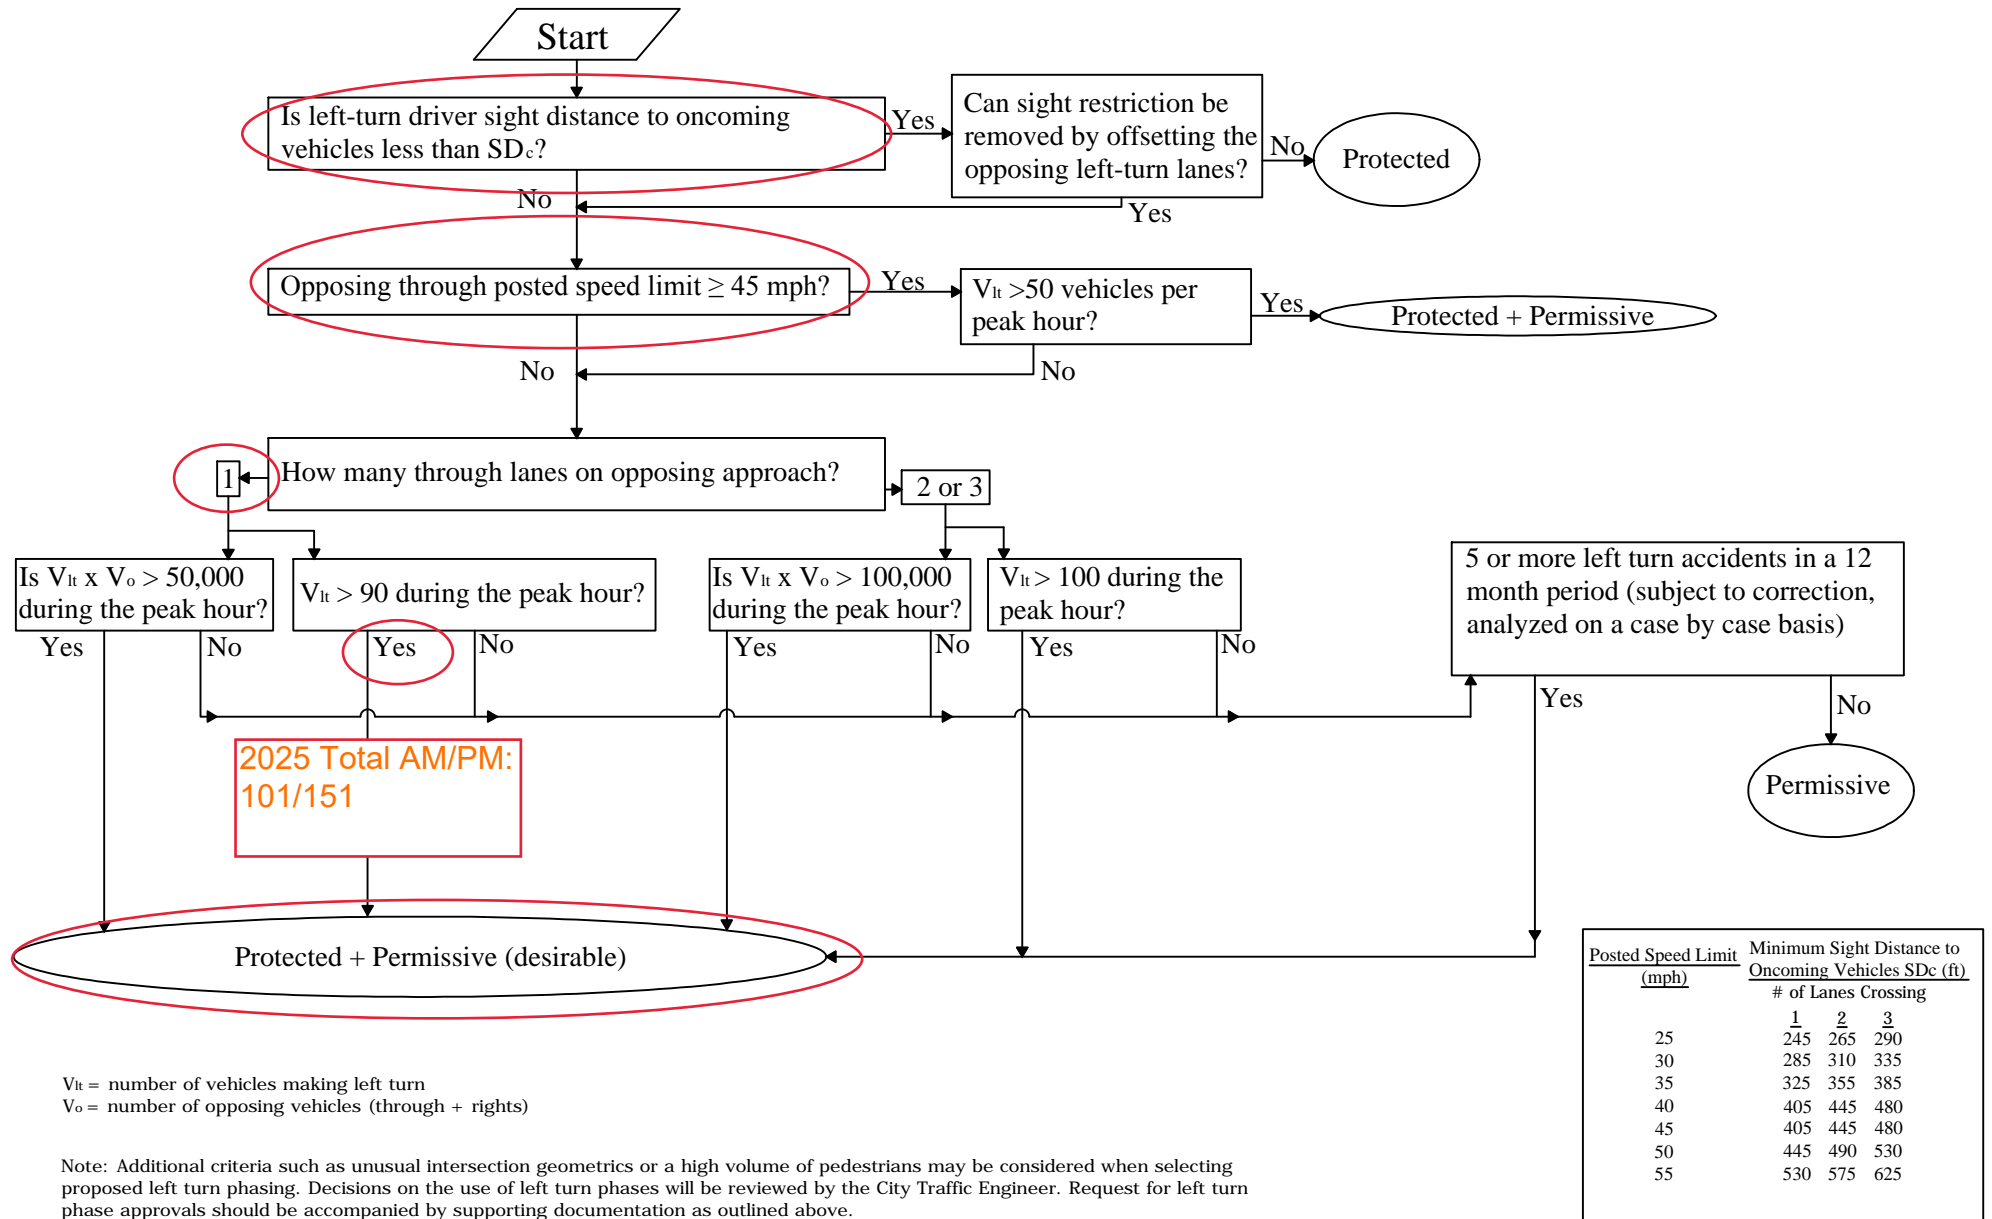 Start
Is left-turn driver sight distance to oncoming
vehicles less than SDc?
Yes
Can sight restriction be
removed by offsetting the
opposing left-turn lanes?
No
Protected
No
Yes
Opposing through posted speed limit ≥ 45 mph?
Yes
Vlt >50 vehicles per
peak hour?
Yes
Protected + Permissive
No
No
How many through lanes on opposing approach?
1
2 or 3
Is Vlt x Vo > 50,000
during the peak hour?
Vlt > 90 during the peak hour?
Is Vlt x Vo > 100,000
during the peak hour?
Vlt > 100 during the
peak hour?
5 or more left turn accidents in a 12
month period (subject to correction,
analyzed on a case by case basis)
Yes
No
Yes
No
Yes
No
Yes
No
Yes
No
2025 Total AM/PM:
101/151
Permissive
Protected + Permissive (desirable)
Posted Speed Limit
(mph)
Minimum Sight Distance to
Oncoming Vehicles SDc (ft)
# of Lanes Crossing
1 2 3
25 245 265 290
30 285 310 335
35 325 355 385
40 405 445 480
45 405 445 480
50 445 490 530
55 530 575 625
Vlt = number of vehicles making left turn
Vo = number of opposing vehicles (through + rights)
Note: Additional criteria such as unusual intersection geometrics or a high volume of pedestrians may be considered when selecting
proposed left turn phasing. Decisions on the use of left turn phases will be reviewed by the City Traffic Engineer. Request for left turn
phase approvals should be accompanied by supporting documentation as outlined above.